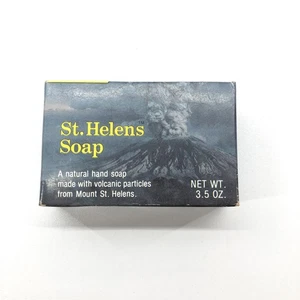 St. Helens
Soap
A natural hand soap
made with volcanic particles
from Mount St. Helens.
NET WT.
3.5 OZ.